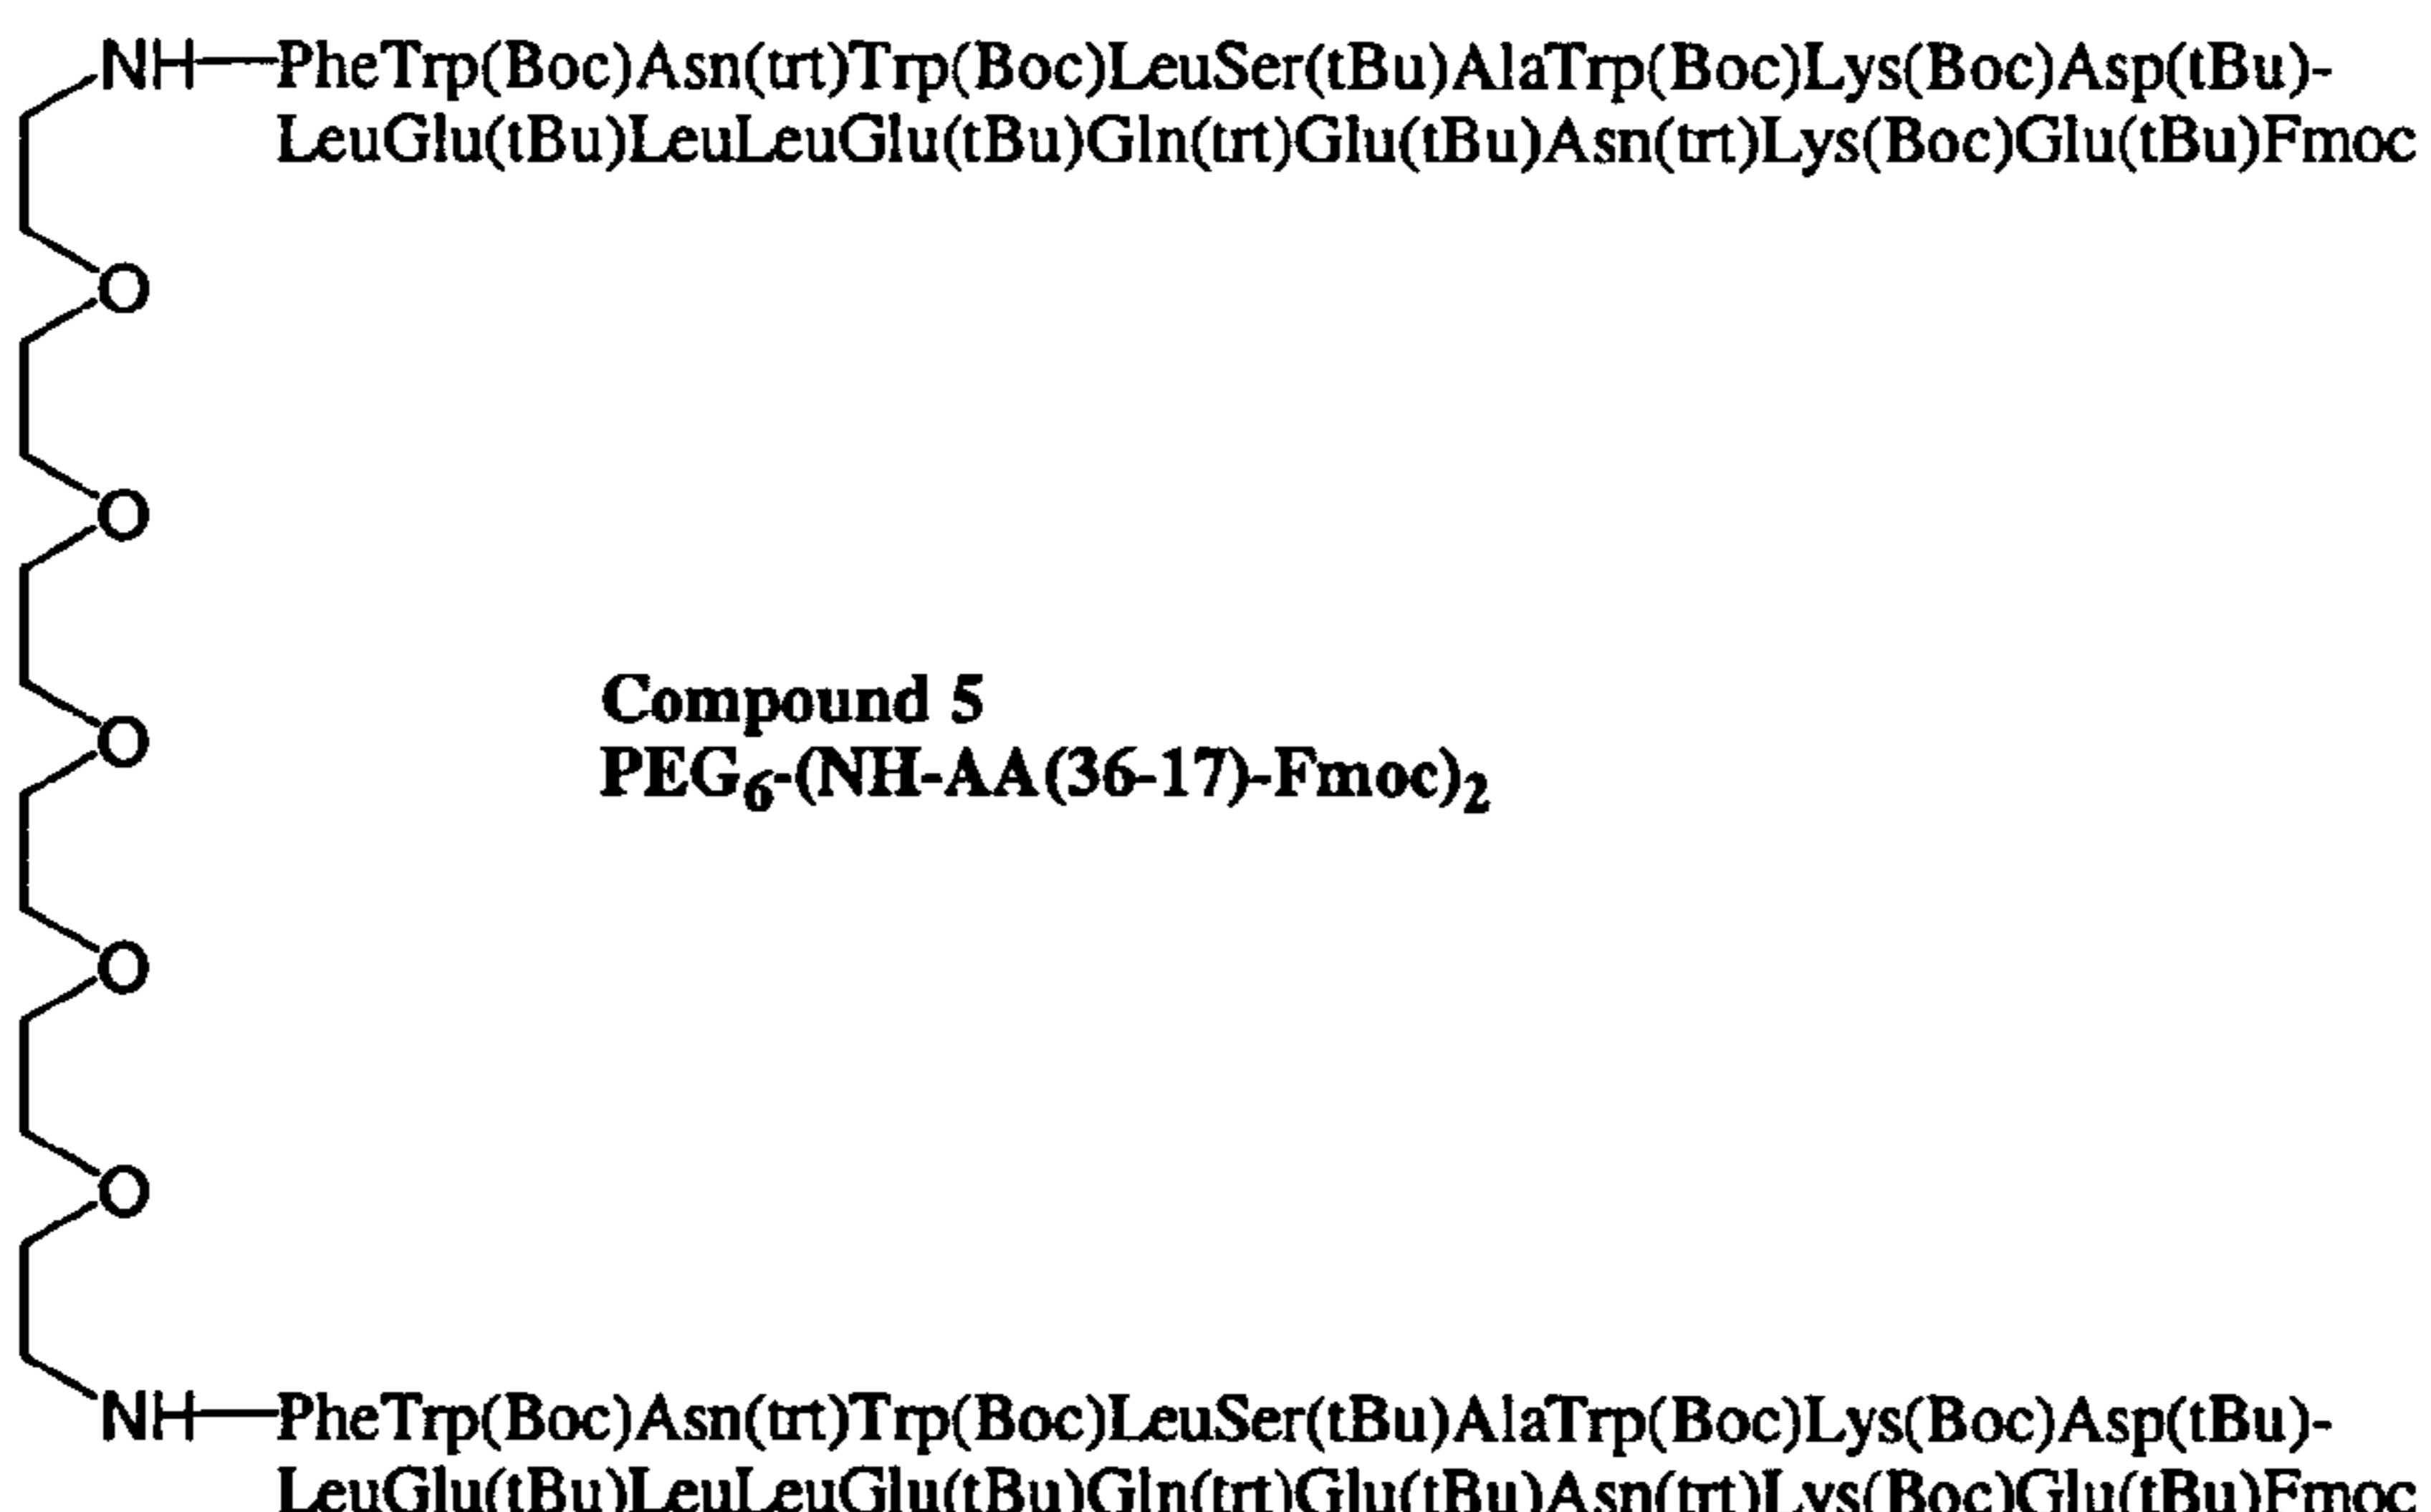 NH—PheTrp(Boc)Asn(trt)Trp(Boc)LeuSer(tBu)AlaTrp(Boc)Lys(Boc)Asp(tBu)-
LeuGlu(tBu)LeuLeuGlu(tBu)Gln(trt)Glu(tBu)Asn(trt)Lys(Boc)Glu(tBu)Fmoc
O
O
Compound 5
O
PEG6-(NH-AA(36-17)-Fmoc)2
O
O
NH—PheTrp(Boc)Asn(trt)Trp(Boc)LeuSer(tBu)AlaTrp(Boc)Lys(Boc)Asp(tBu)-
LeuGlu(tBu)LeuLeuGlu(tBu)Gln(trt)Glu(tBu)Asn(trt)Lys(Boc)Glu(tBu)Fmoc